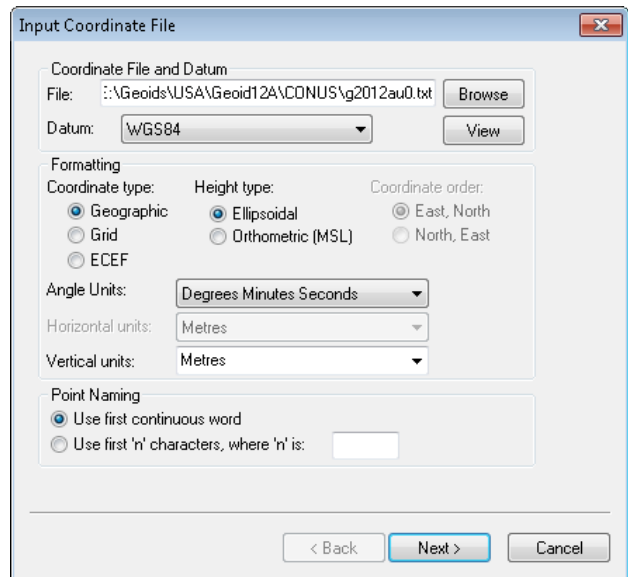 Input Coordinate File
Coordinate File and Datum
File: :\Geoids\USA\Geoid12A\CONUS\g2012au0.txt Browse
Datum: WGS84 View
Formatting
Coordinate type: Height type: Coordinate order:
Geographic Ellipsoidal East, North
Grid Orthometric (MSL) North, East
ECEF
Angle Units: Degrees Minutes Seconds
Horizontal units: Metres
Vertical units: Metres
Point Naming
Use first continuous word
Use first 'n' characters, where 'n' is:
< Back Next > Cancel